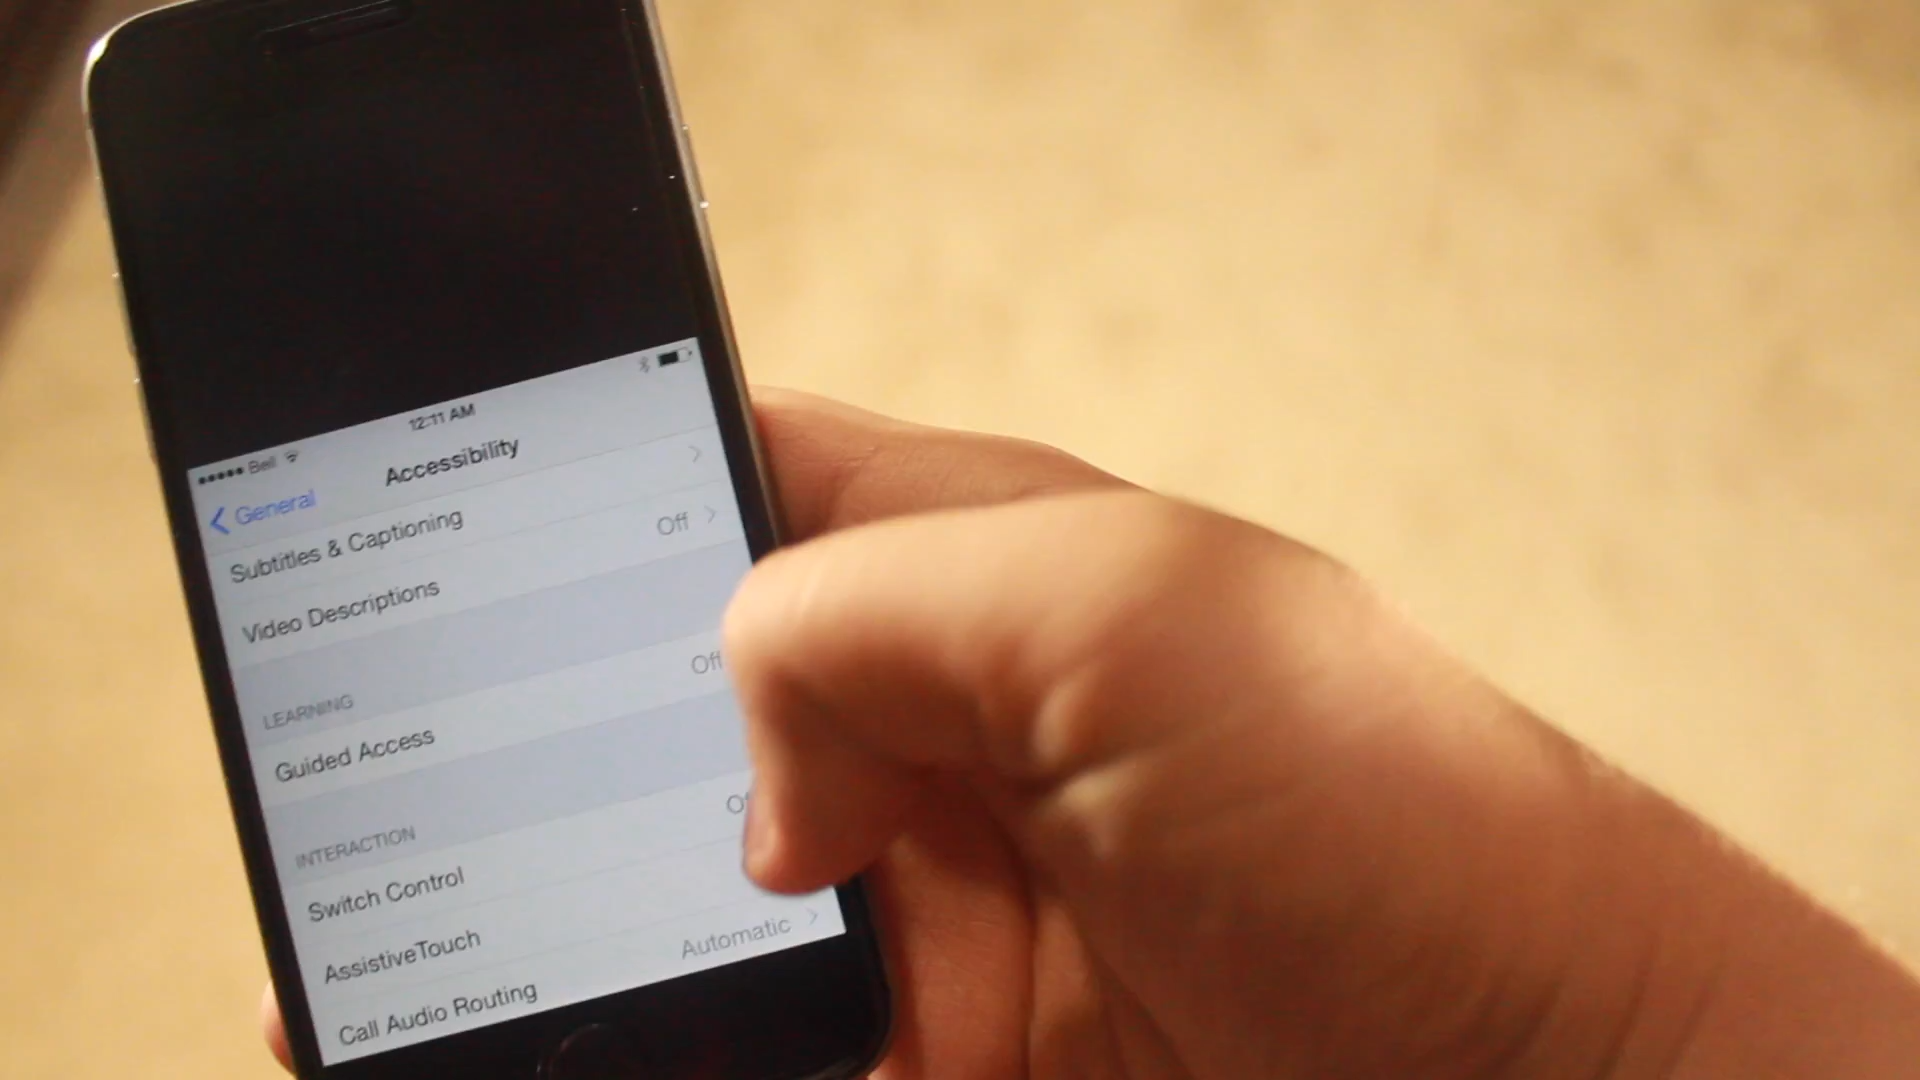 Bell 12:11 AM
General Accessibility
Subtitles & Captioning
Video Descriptions Off
LEARNING
Guided Access Off
INTERACTION
Switch Control
AssistiveTouch
Call Audio Routing Automatic